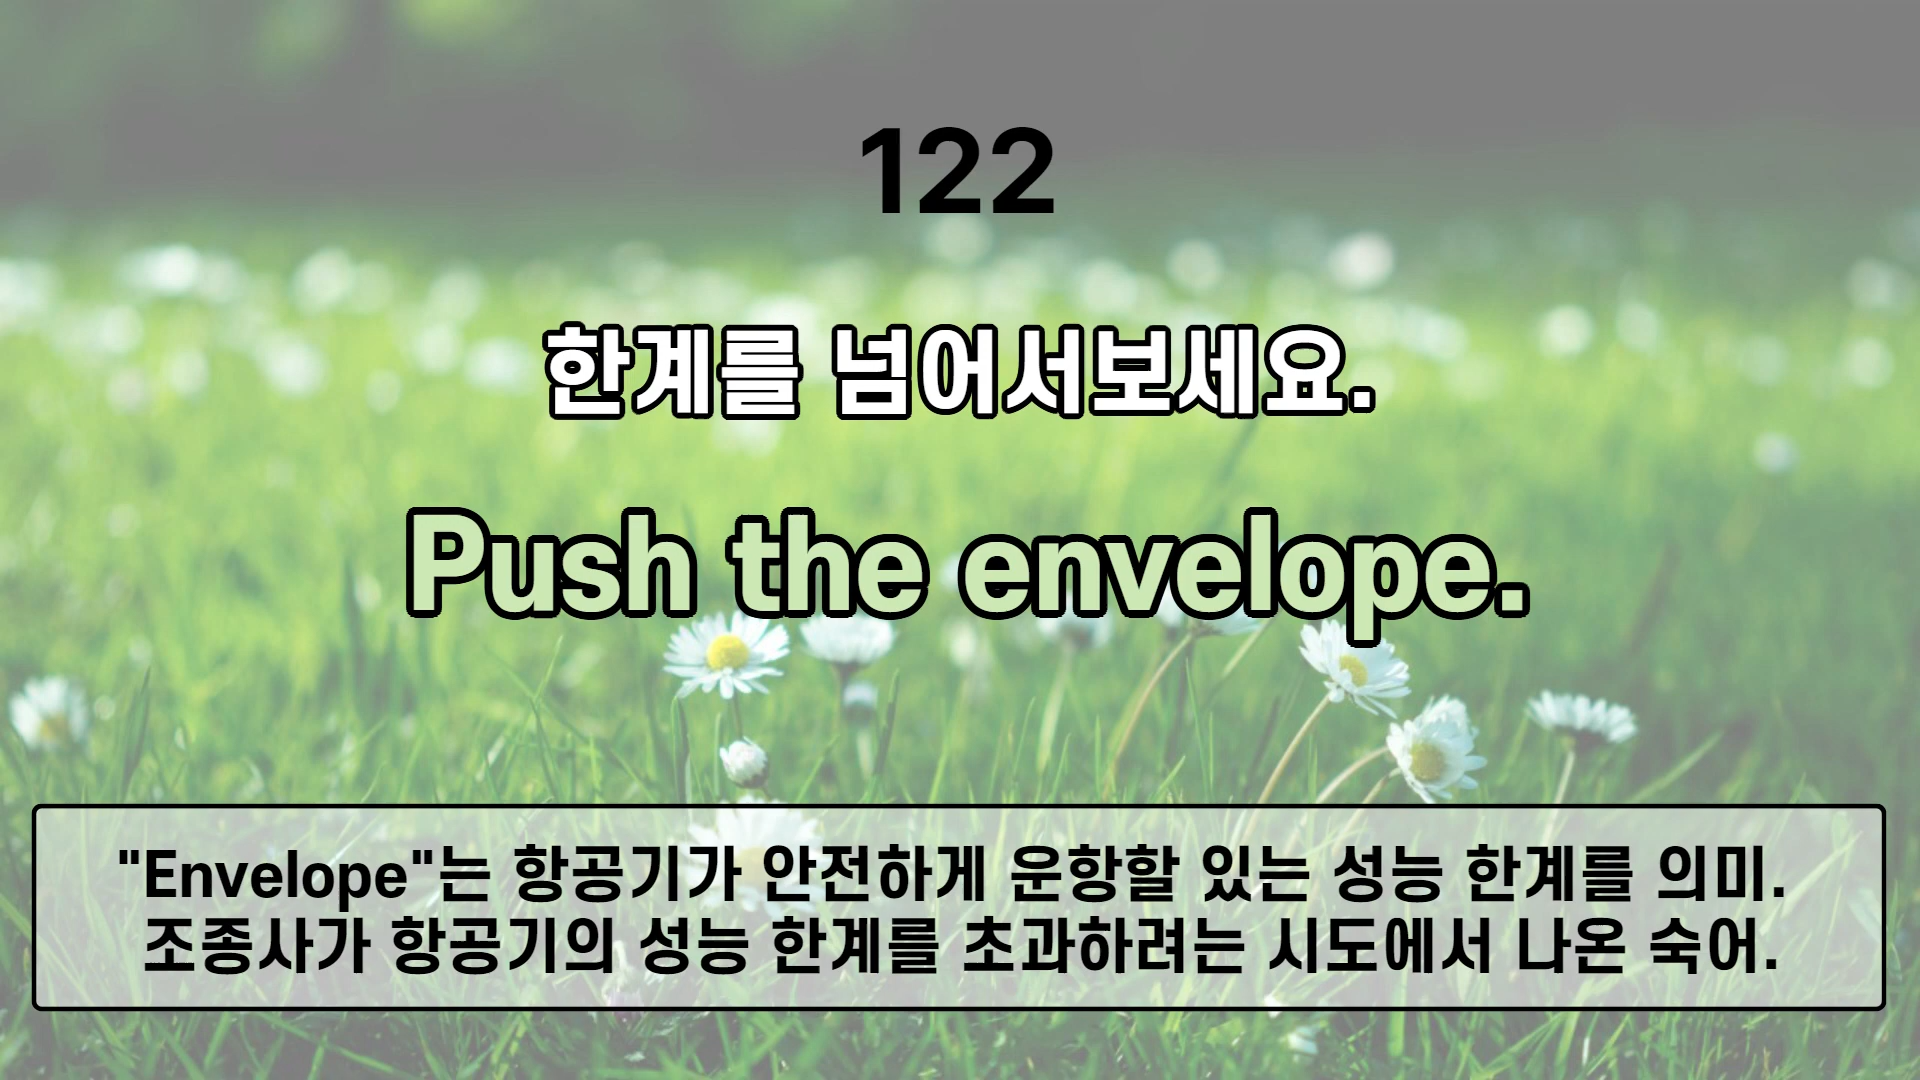 122
한계를 넘어서보세요.
Push the envelope.
"Envelope"는 항공기가 안전하게 운항할 있는 성능 한계를 의미.
조종사가 항공기의 성능 한계를 초과하려는 시도에서 나온 숙어.